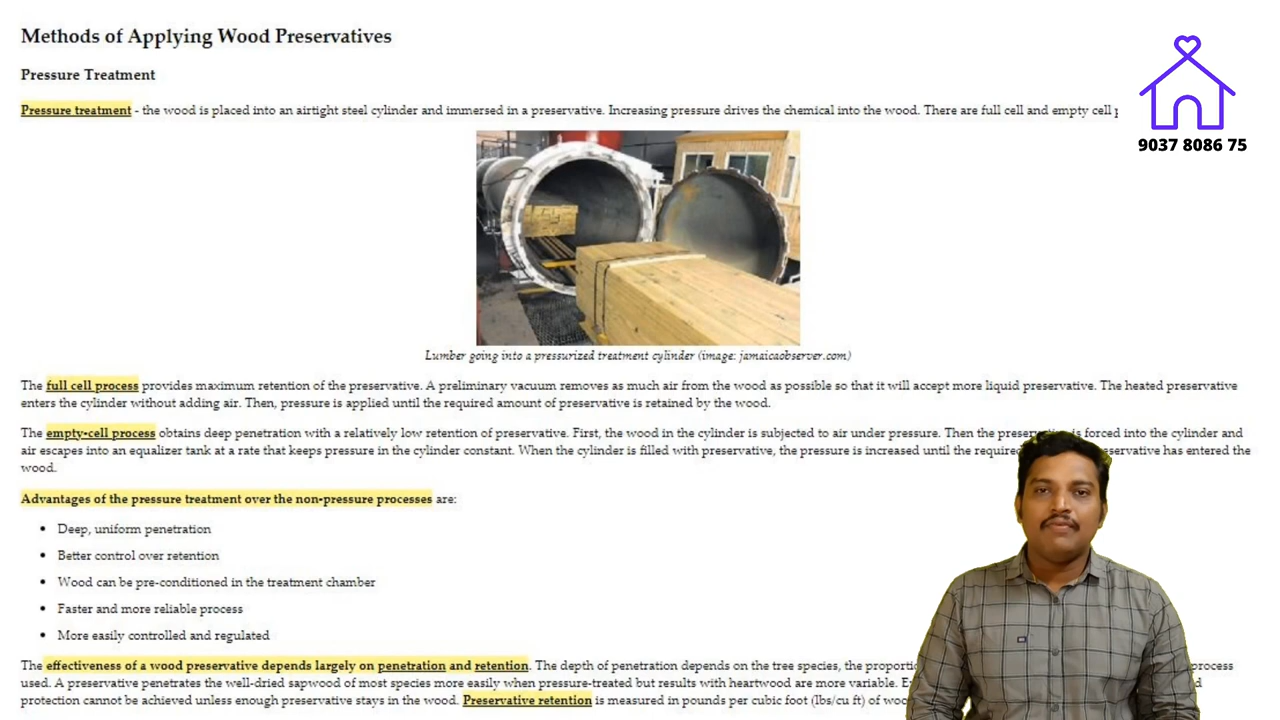 Methods of Applying Wood Preservatives
Pressure Treatment
Pressure treatment - the wood is placed into an airtight steel cylinder and immersed in a preservative. Increasing pressure drives the chemical into the wood. There are full cell and empty cell
9037 8086 75
Lumber going into a pressurized treatment cylinder (image: jamaicaobserver.com)
The full cell process provides maximum retention of the preservative. A preliminary vacuum removes as much air from the wood as possible so that it will accept more liquid preservative. The heated preservative
enters the cylinder without adding air. Then, pressure is applied until the required amount of preservative is retained by the wood.
The empty-cell process obtains deep penetration with a relatively low retention of preservative. First, the wood in the cylinder is subjected to air under pressure. Then the is forced into the cylinder and
air escapes into an equalizer tank at a rate that keeps pressure in the cylinder constant. When the cylinder is filled with preservative, the pressure is increased until the has entered the
wood.
Advantages of the pressure treatment over the non-pressure processes are:
• Deep, uniform penetration
• Better control over retention
• Wood can be pre-conditioned in the treatment chamber
• Faster and more reliable process
• More easily controlled and regulated
The effectiveness of a wood preservative depends largely on penetration and retention. The depth of penetration depends on the tree species, the process
used. A preservative penetrates the well-dried sapwood of most species more easily when pressure-treated but results with heartwood are more variable.
protection cannot be achieved unless enough preservative stays in the wood. Preservative retention is measured in pounds per cubic foot (lbs/cu ft) of